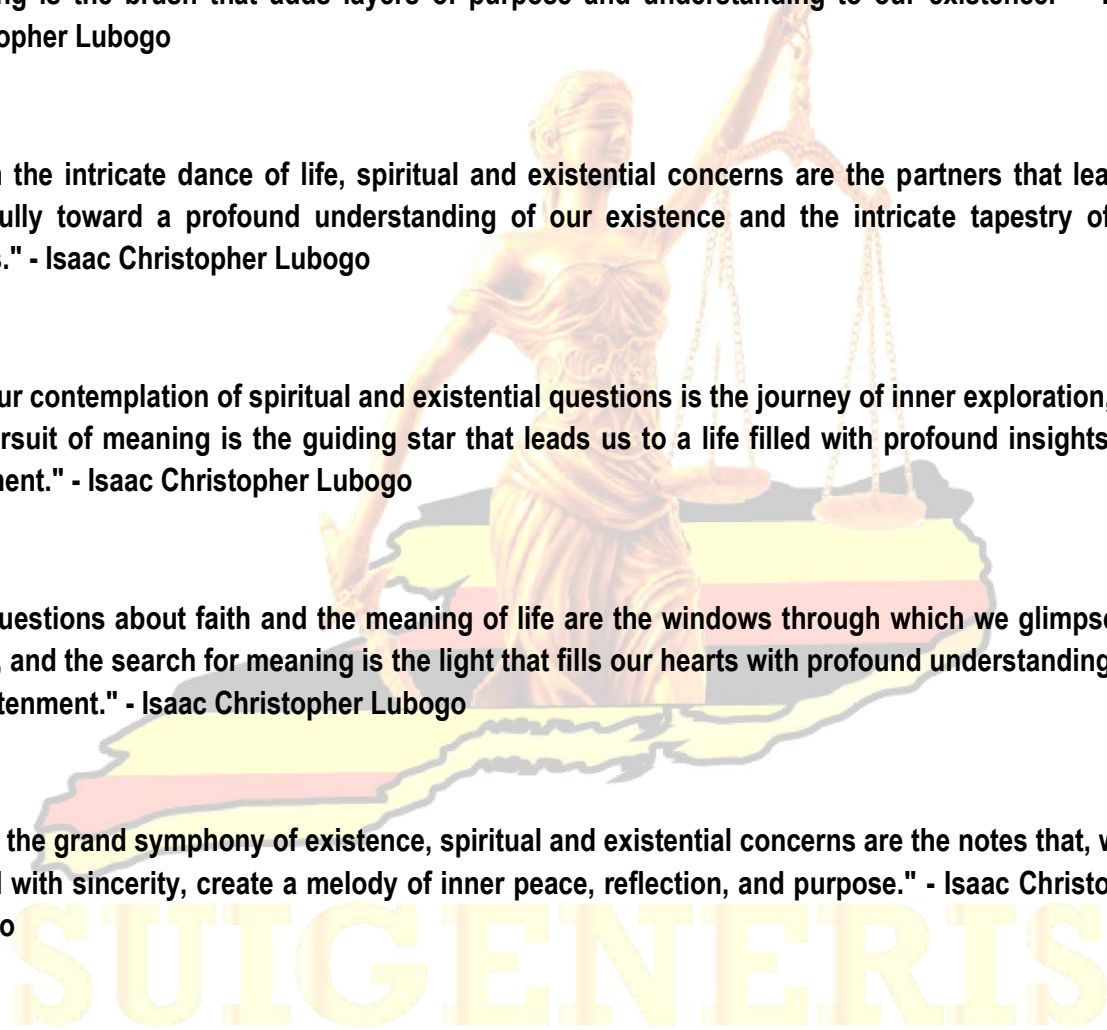 is the brush that adds layers of purpose and understanding to our existence."
opher Lubogo
the intricate dance of life, spiritual and existential concerns are the partners that lea
ully toward a profound understanding of our existence and the intricate tapestry of
s." - Isaac Christopher Lubogo
ur contemplation of spiritual and existential questions is the journey of inner exploration,
rsuit of meaning is the guiding star that leads us to a life filled with profound insights
ent." - Isaac Christopher Lubogo
uestions about faith and the meaning of life are the windows through which we glimpse
, and the search for meaning is the light that fills our hearts with profound understanding
tenment." - Isaac Christopher Lubogo
the grand symphony of existence, spiritual and existential concerns are the notes that, w
with sincerity, create a melody of inner peace, reflection, and purpose." - Isaac Christo
o
SUIGENERIS